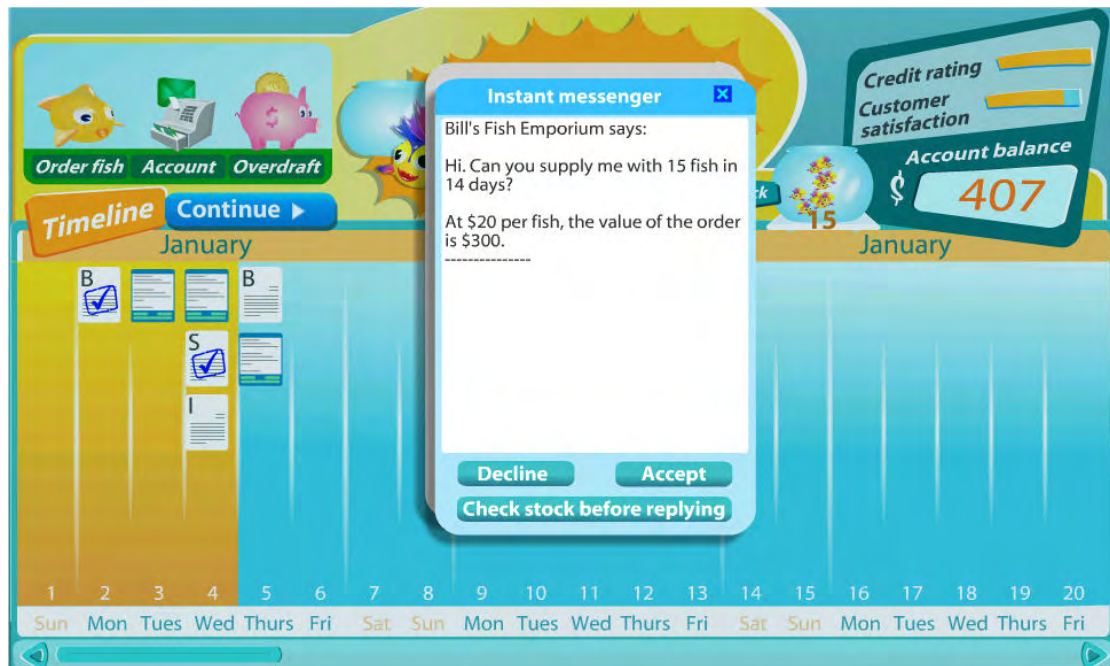 Credit rating
Customer
satisfaction
Account balance
$ 407
Order fish Account Overdraft
Timeline
Continue
15
January
January
Instant messenger
Bill's Fish Emporium says:
Hi. Can you supply me with 15 fish in
14 days?
At $20 per fish, the value of the order
is $300.
---------------
Decline Accept
Check stock before replying
B
B
S
I
1 2 3 4 5 6 7 8 9 10 11 12 13 14 15 16 17 18 19 20
Sun Mon Tues Wed Thurs Fri Sat Sun Mon Tues Wed Thurs Fri Sat Sun Mon Tues Wed Thurs Fri